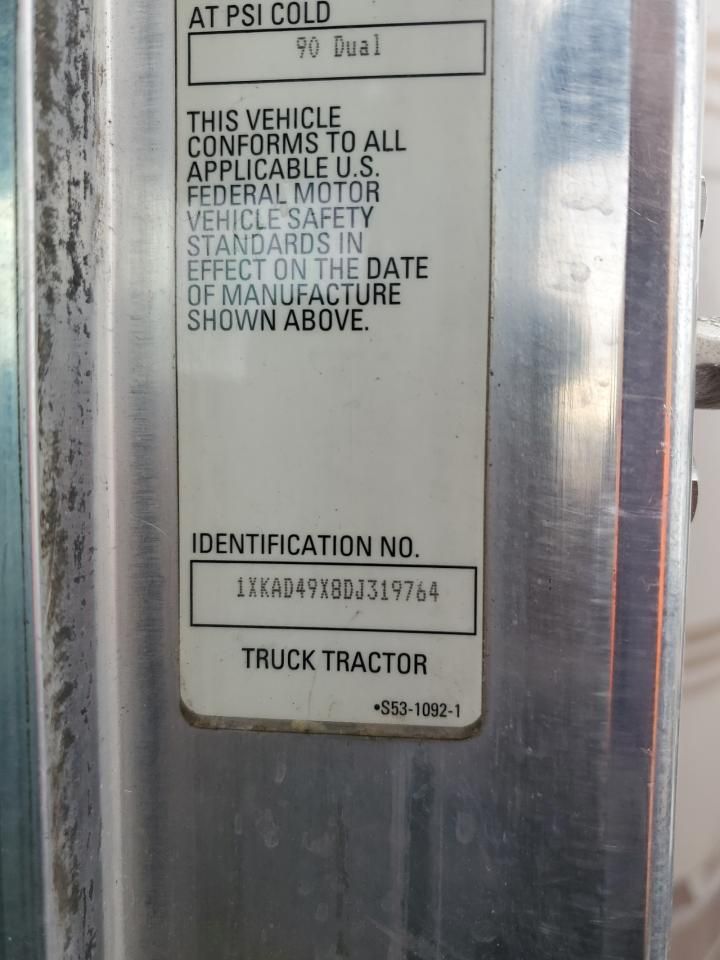 AT PSI COLD
90 Dual
THIS VEHICLE
CONFORMS TO ALL
APPLICABLE U.S.
FEDERAL MOTOR
VEHICLE SAFETY
STANDARDS IN
EFFECT ON THE DATE
OF MANUFACTURE
SHOWN ABOVE.
IDENTIFICATION NO.
1XKAD49X8DJ319764
TRUCK TRACTOR
•S53-1092-1